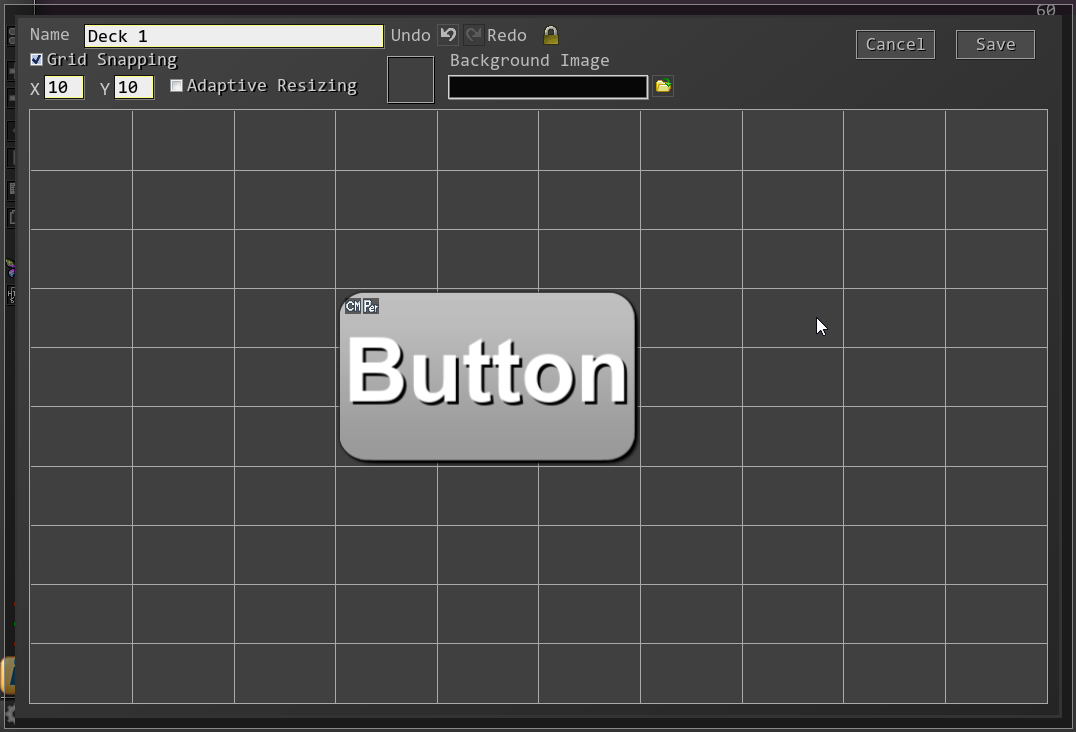 60
Name Deck 1 Undo Redo
Cancel Save
Grid Snapping Background Image
X 10 Y 10 Adaptive Resizing
CM Per
Button